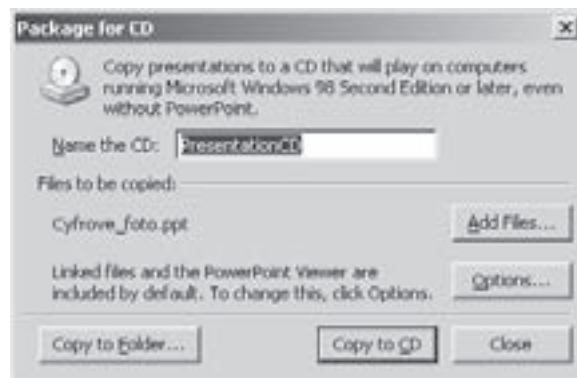 Package for CD
Copy presentations to a CD that will play on computers
running Microsoft Windows 98 Second Edition or later, even
without PowerPoint.
Name the CD: PresentationCD
Files to be copied:
Cyfrove_foto.ppt
Add Files...
Linked files and the PowerPoint Viewer are
included by default. To change this, click Options.
Options...
Copy to Folder... Copy to CD Close